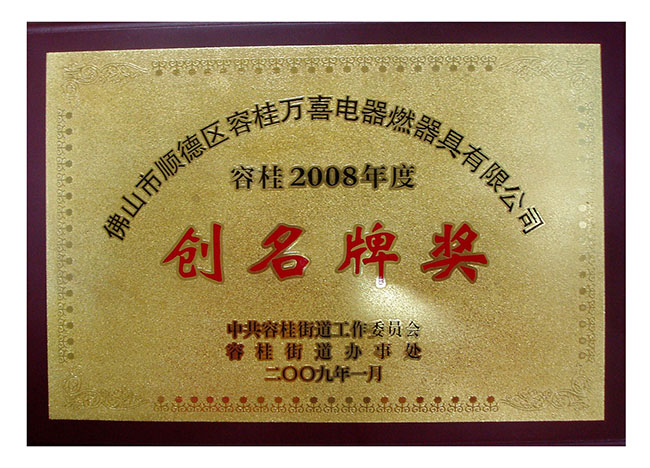 佛山市顺德区容桂万喜电器燃器具有限公司
容桂2008年度
创名牌奖
中共容桂街道工作委员会
容桂街道办事处
二〇〇九年一月